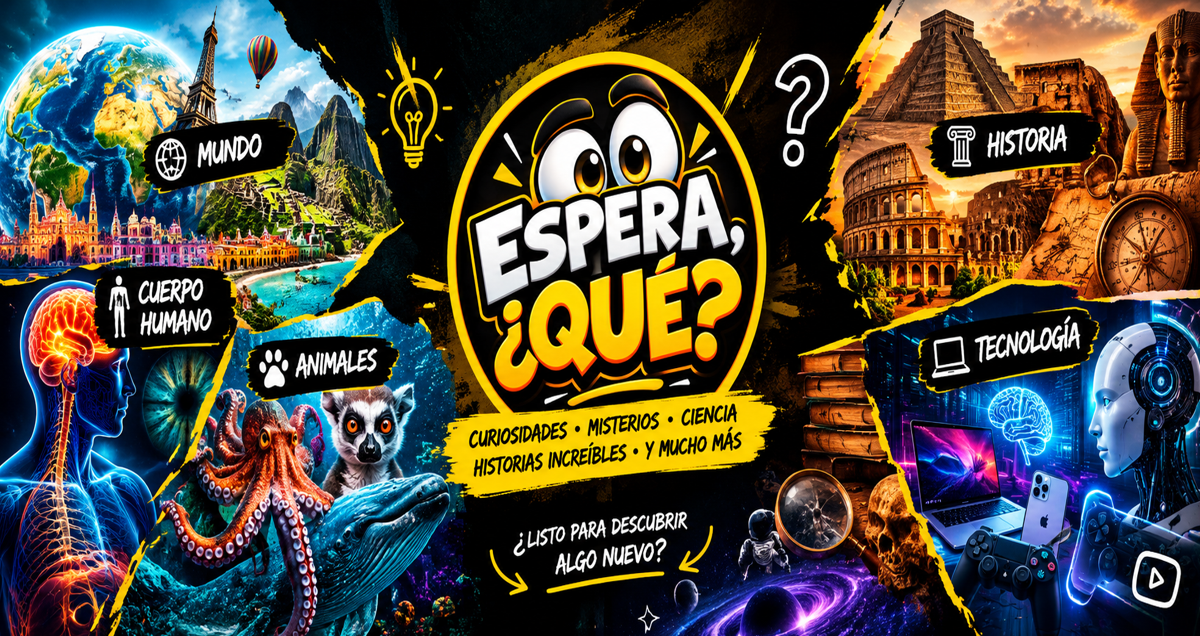 MUNDO
HISTORIA
ESPERA,
¿QUÉ?
CUERPO
HUMANO
ANIMALES
TECNOLOGÍA
CURIOSIDADES • MISTERIOS • CIENCIA
HISTORIAS INCREÍBLES • Y MUCHO MÁS
¿LISTO PARA DESCUBRIR
ALGO NUEVO?